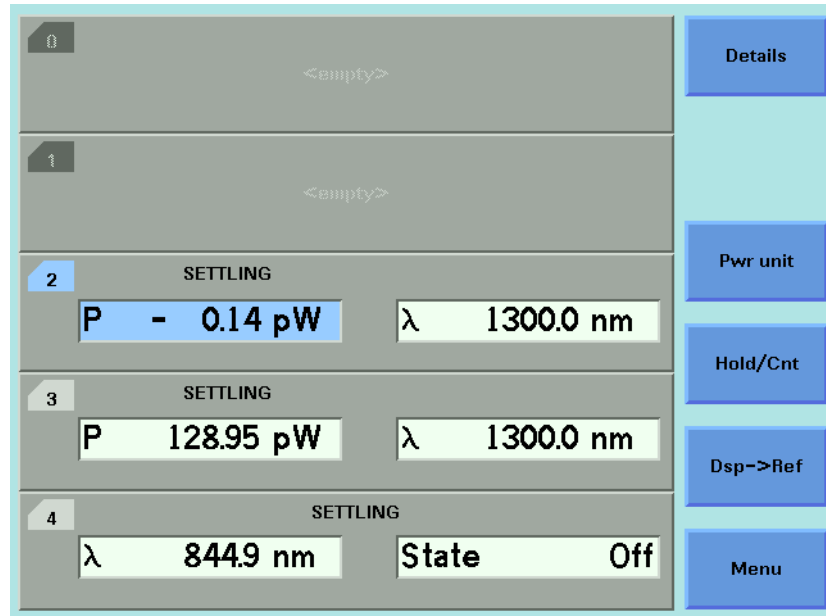 0
<empty>
1
<empty>
2 SETTLING
P - 0.14 pW λ 1300.0 nm
3 SETTLING
P 128.95 pW λ 1300.0 nm
4 SETTLING
λ 844.9 nm State Off
Details
Pwr unit
Hold/Cnt
Dsp->Ref
Menu